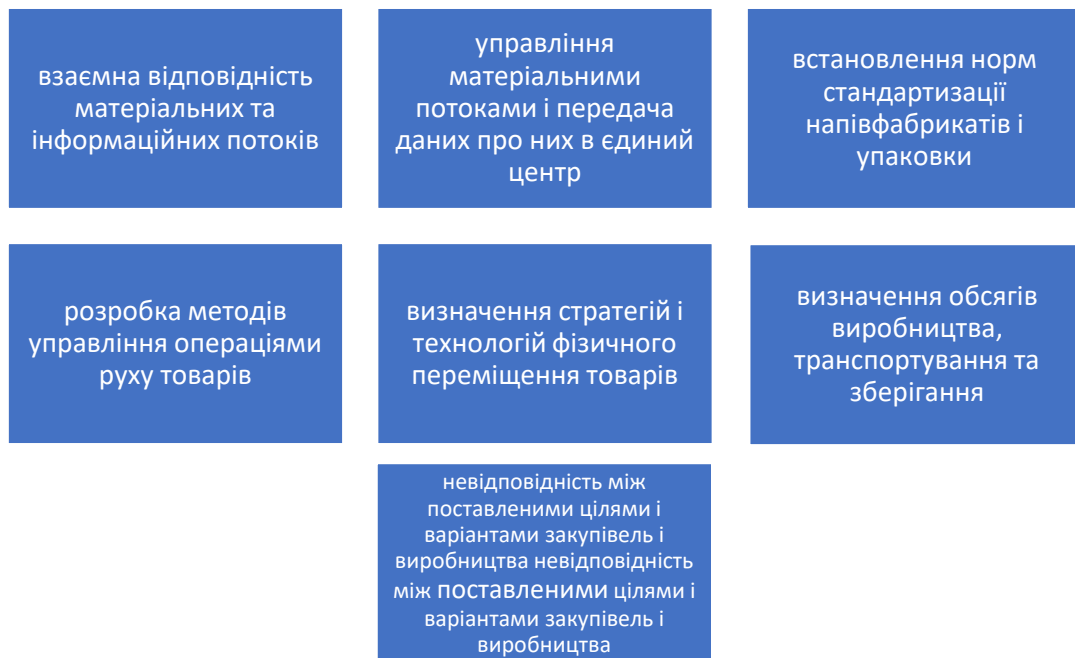 взаємна відповідність
матеріальних та
інформаційних потоків
управління
матеріальними
потоками і передача
даних про них в єдиний
центр
встановлення норм
стандартизації
напівфабрикатів і
упаковки
розробка методів
управління операціями
руху товарів
визначення стратегій і
технологій фізичного
переміщення товарів
визначення обсягів
виробництва,
транспортування та
зберігання
невідповідність між
поставленими цілями і
варіантами закупівель і
виробництва невідповідність
між поставленими цілями і
варіантами закупівель і
виробництва